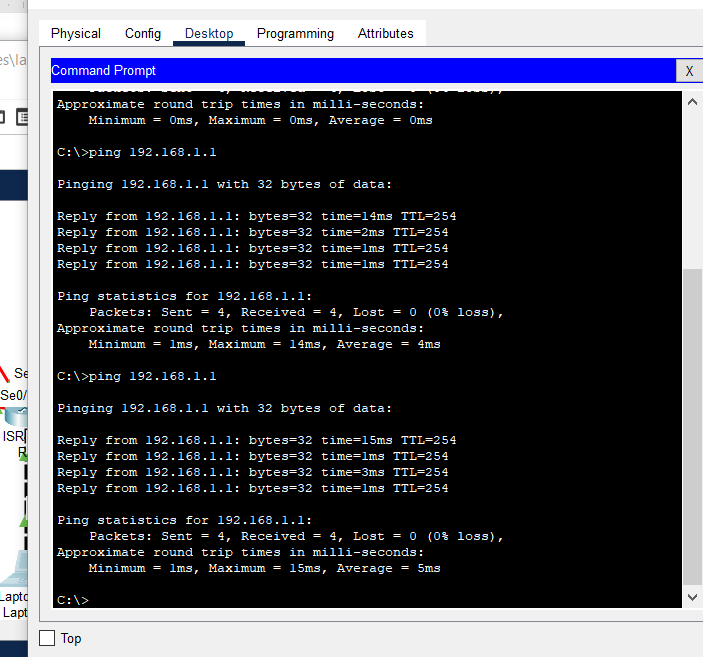 Physical Config Desktop Programming Attributes
Command Prompt X
Approximate round trip times in milli-seconds:
Minimum = 0ms, Maximum = 0ms, Average = 0ms
C:\>ping 192.168.1.1
Pinging 192.168.1.1 with 32 bytes of data:
Reply from 192.168.1.1: bytes=32 time=14ms TTL=254
Reply from 192.168.1.1: bytes=32 time=2ms TTL=254
Reply from 192.168.1.1: bytes=32 time=1ms TTL=254
Reply from 192.168.1.1: bytes=32 time=1ms TTL=254
Ping statistics for 192.168.1.1:
Packets: Sent = 4, Received = 4, Lost = 0 (0% loss),
Approximate round trip times in milli-seconds:
Minimum = 1ms, Maximum = 14ms, Average = 4ms
C:\>ping 192.168.1.1
Pinging 192.168.1.1 with 32 bytes of data:
Reply from 192.168.1.1: bytes=32 time=15ms TTL=254
Reply from 192.168.1.1: bytes=32 time=1ms TTL=254
Reply from 192.168.1.1: bytes=32 time=3ms TTL=254
Reply from 192.168.1.1: bytes=32 time=1ms TTL=254
Ping statistics for 192.168.1.1:
Packets: Sent = 4, Received = 4, Lost = 0 (0% loss),
Approximate round trip times in milli-seconds:
Minimum = 1ms, Maximum = 15ms, Average = 5ms
C:\>
Top
es\la
Se
Se0/
ISR
R
Lapto
Lapt